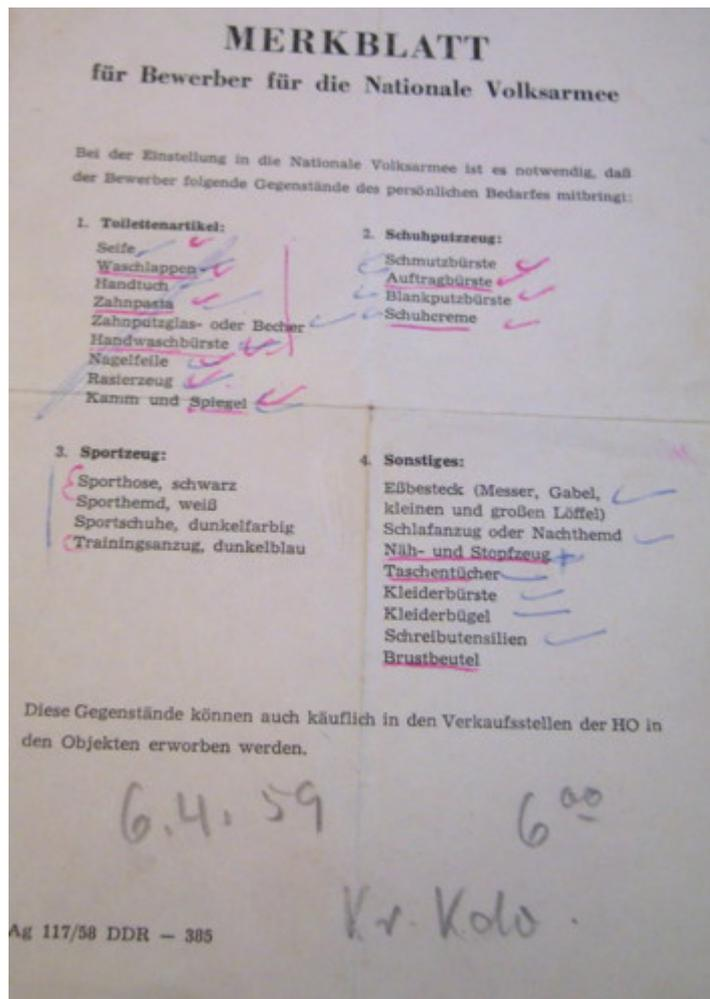 MERKBLATT
für Bewerber für die Nationale Volksarmee
Bei der Einstellung in die Nationale Volksarmee ist es notwendig, daß
der Bewerber folgende Gegenstände des persönlichen Bedarfes mitbringt:
1. Toilettenartikel:
Seife
Waschlappen
Handtuch
Zahnpasta
Zahnputzglas- oder Becher
Handwaschbürste
Nagelfeile
Rasierzeug
Kamm und Spiegel
2. Schuhputzzeug:
Schmutzbürste
Auftragbürste
Blankputzbürste
Schuhcreme
3. Sportzeug:
Sporthose, schwarz
Sporthemd, weiß
Sportschuhe, dunkelfarbig
Trainingsanzug, dunkelblau
4. Sonstiges:
Eßbesteck (Messer, Gabel,
kleinen und großen Löffel)
Schlafanzug oder Nachthemd
Näh- und Stopfzeug
Taschentücher
Kleiderbürste
Kleiderbügel
Schreibutensilien
Brustbeutel
Diese Gegenstände können auch käuflich in den Verkaufsstellen der HO in
den Objekten erworben werden.
6.4.59 6 00
Kr. Kdo.
Ag 117/58 DDR — 385